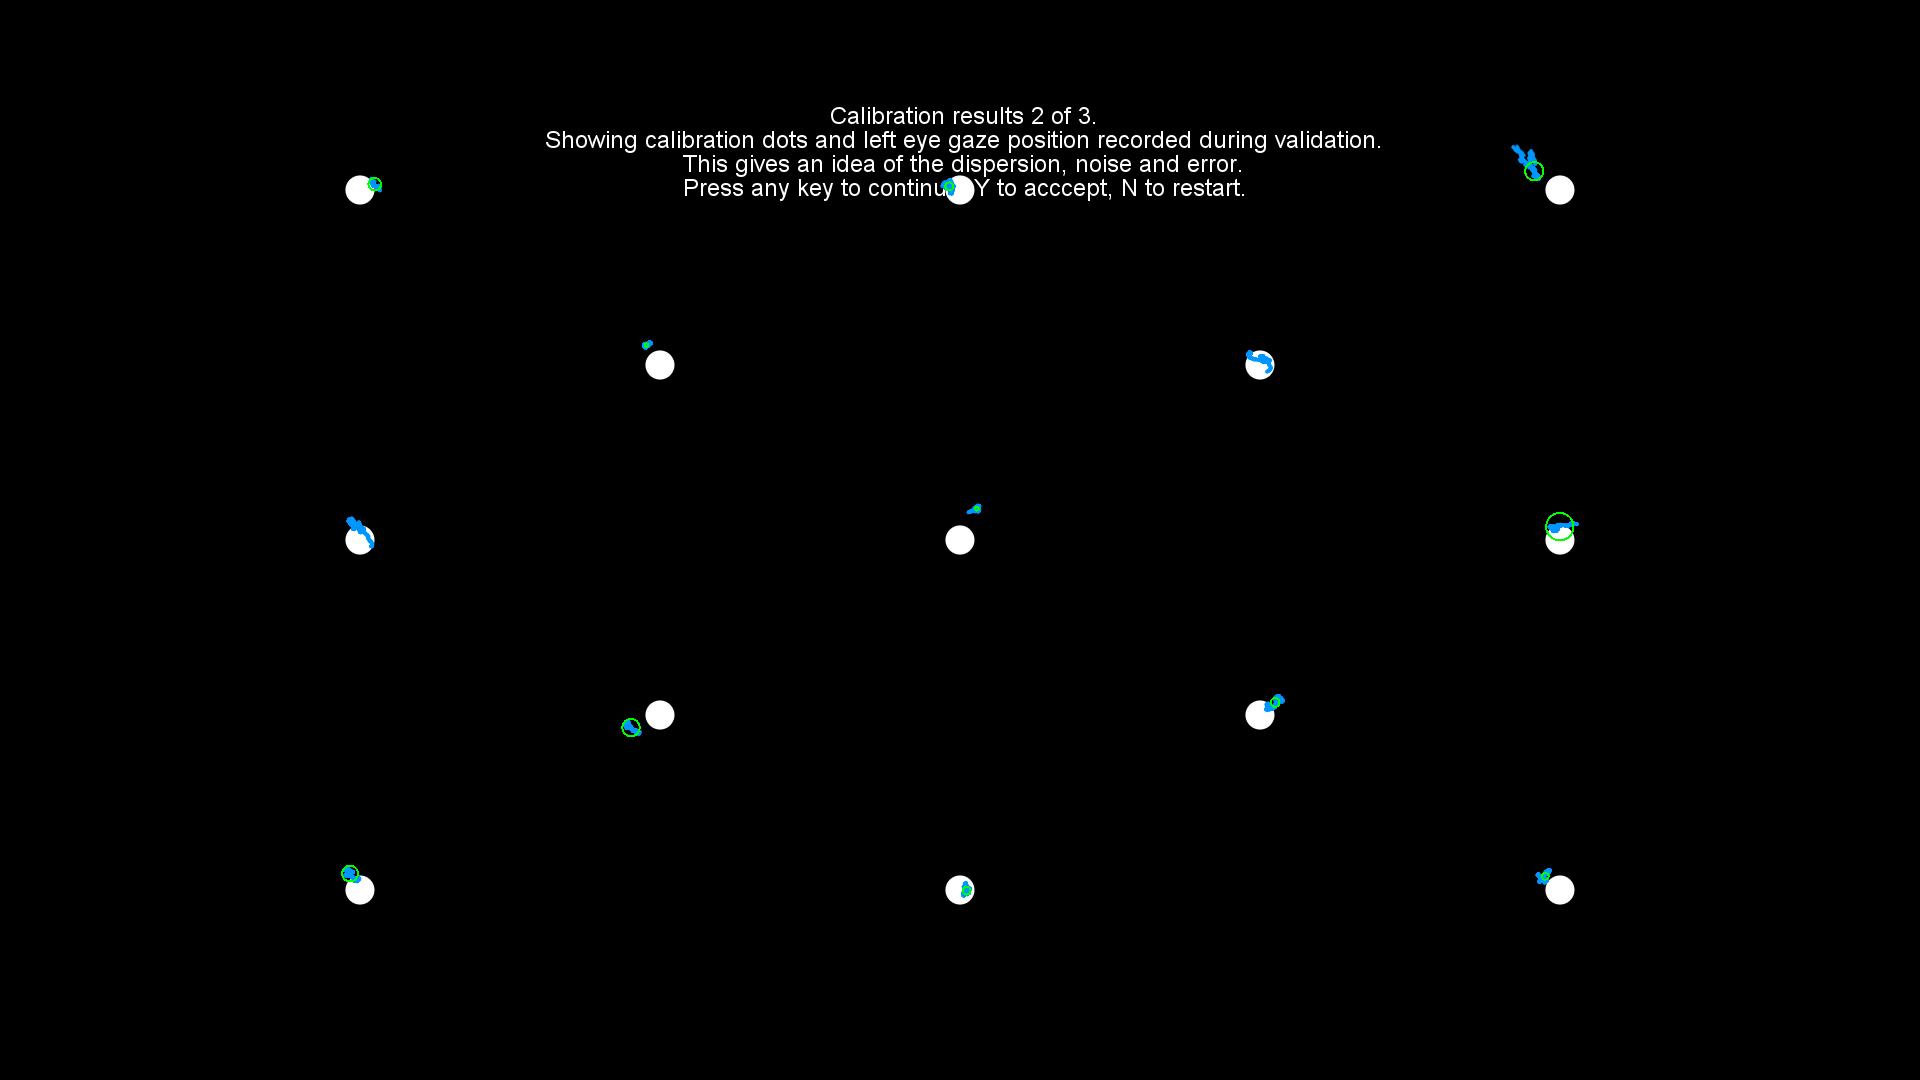 Calibration results 2 of 3.
Showing calibration dots and left eye gaze position recorded during validation.
This gives an idea of the dispersion, noise and error.
Press any key to continu Y to acccept, N to restart.